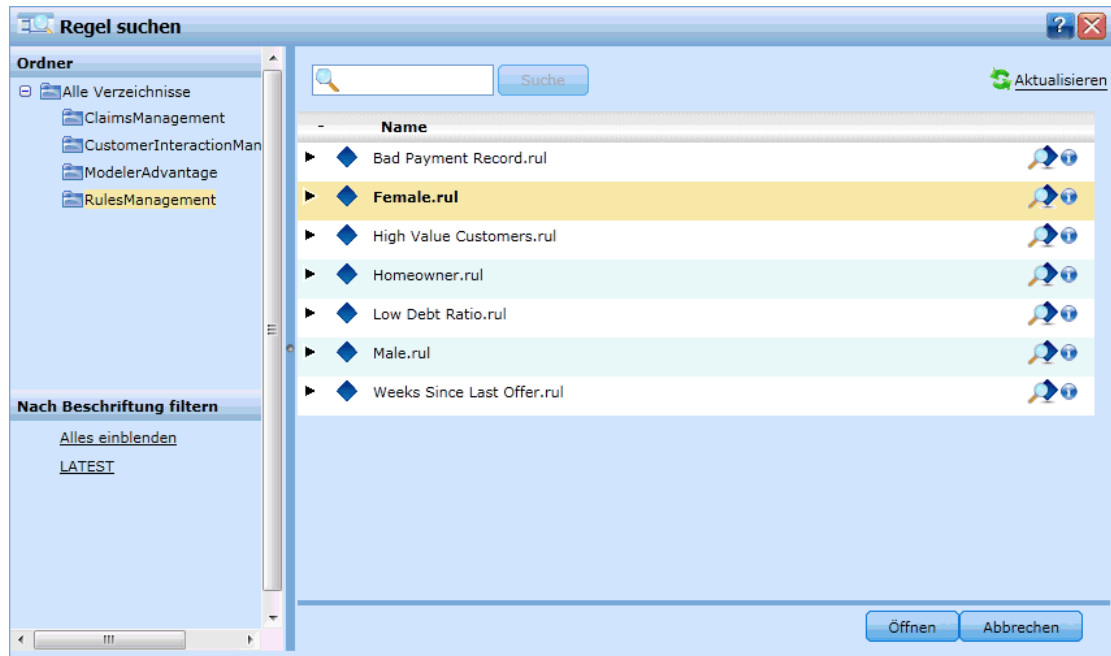 Regel suchen
Ordner
Alle Verzeichnisse
ClaimsManagement
CustomerInteractionMan
ModelerAdvantage
RulesManagement
Nach Beschriftung filtern
Alles einblenden
LATEST
Suche
Aktualisieren
- Name
Bad Payment Record.rul
Female.rul
High Value Customers.rul
Homeowner.rul
Low Debt Ratio.rul
Male.rul
Weeks Since Last Offer.rul
Öffnen Abbrechen